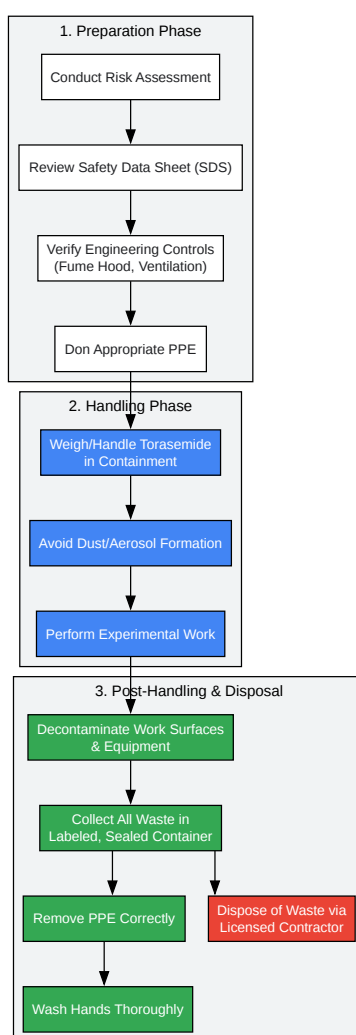 1. Preparation Phase
Conduct Risk Assessment
Review Safety Data Sheet (SDS)
Verify Engineering Controls
(Fume Hood, Ventilation)
Don Appropriate PPE
2. Handling Phase
Weigh/Handle Torasemide
in Containment
Avoid Dust/Aerosol Formation
Perform Experimental Work
3. Post-Handling & Disposal
Decontaminate Work Surfaces
& Equipment
Collect All Waste in
Labeled, Sealed Container
Remove PPE Correctly
Dispose of Waste via
Licensed Contractor
Wash Hands Thoroughly